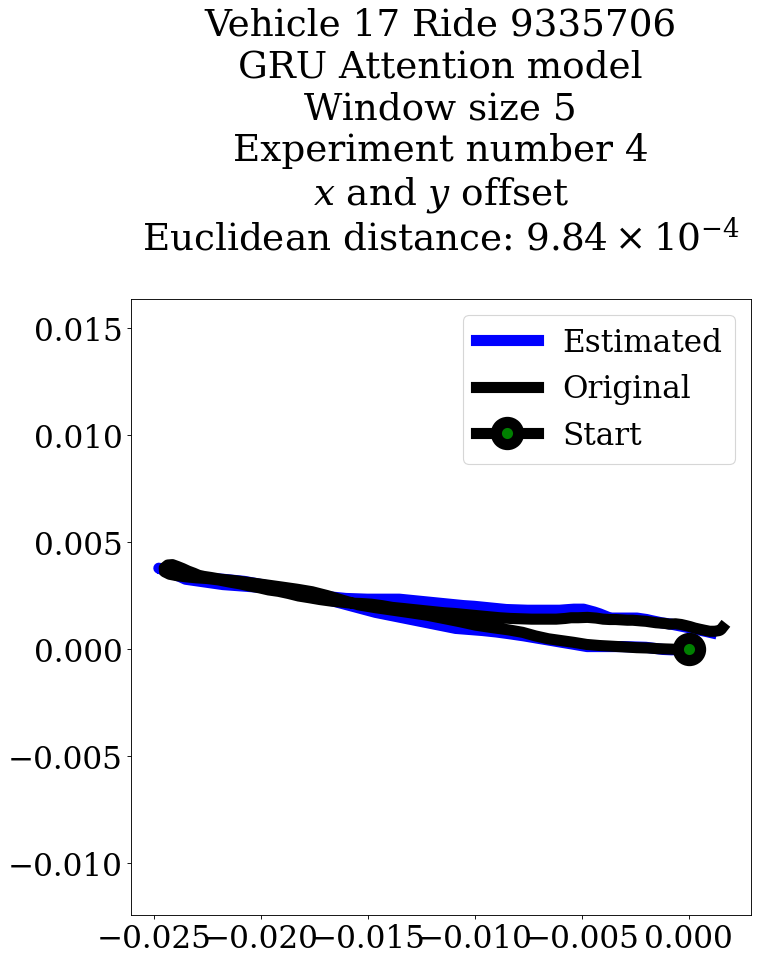 Vehicle 17 Ride 9335706
GRU Attention model
Window size 5
Experiment number 4
x and y offset
Euclidean distance: 9.84 × 10⁻⁴
Estimated
Original
Start
0.015
0.010
0.005
0.000
−0.005
−0.010
−0.025 −0.020 −0.015 −0.010 −0.005 0.000